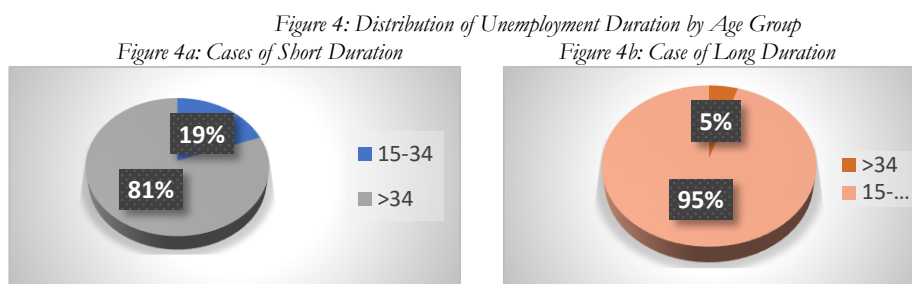 Figure 4: Distribution of Unemployment Duration by Age Group
Figure 4a: Cases of Short Duration
19%
81%
15-34
>34
Figure 4b: Case of Long Duration
5%
95%
>34
15-...